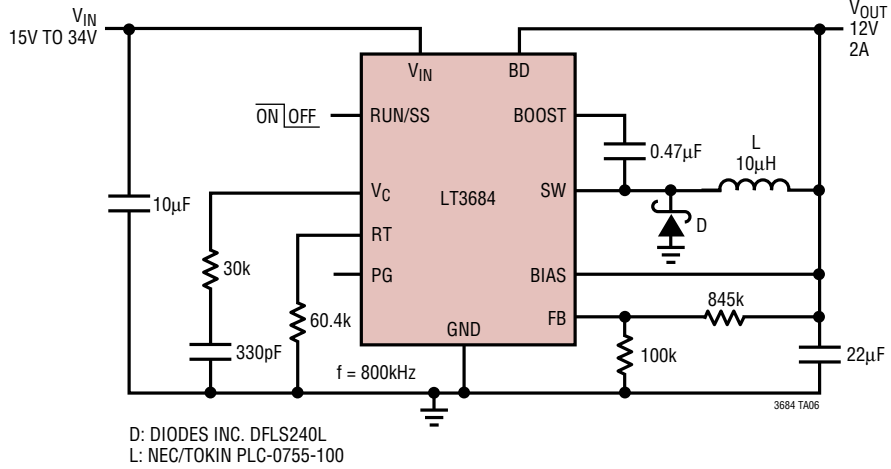 VIN
15V TO 34V
VOUT
12V
2A
VIN
BD
ON OFF
RUN/SS
BOOST
0.47µF
L
10µH
VC
LT3684
SW
10µF
D
RT
30k
PG
BIAS
845k
60.4k
FB
GND
330pF
100k
22µF
f = 800kHz
3684 TA06
D: DIODES INC. DFLS240L
L: NEC/TOKIN PLC-0755-100